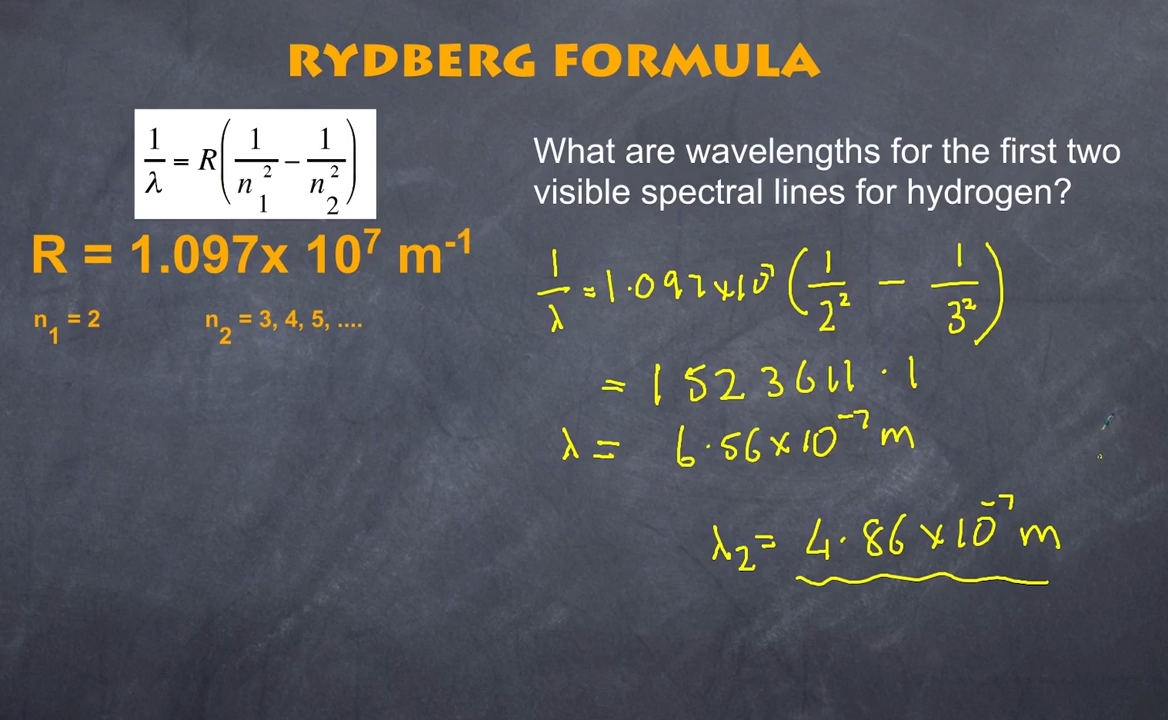 RYDBERG FORMULA
1/λ = R(1/n₁² − 1/n₂²)
R = 1.097x 10⁷ m⁻¹
n₁ = 2 n₂ = 3, 4, 5, ....
What are wavelengths for the first two
visible spectral lines for hydrogen?
1/λ = 1.097×10⁷ (1/2² − 1/3²)
= 1523611.1
λ = 6.56×10⁻⁷ m
λ₂ = 4.86×10⁻⁷ m